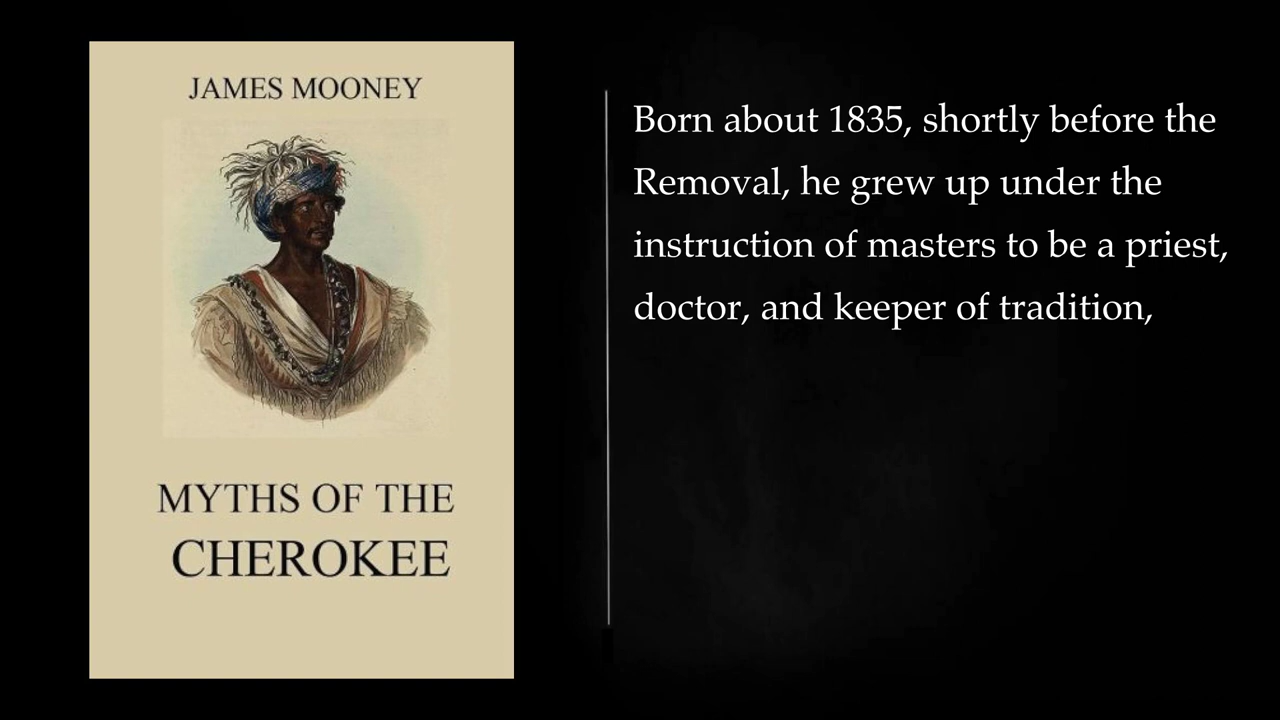 JAMES MOONEY
MYTHS OF THE
CHEROKEE
Born about 1835, shortly before the
Removal, he grew up under the
instruction of masters to be a priest,
doctor, and keeper of tradition,